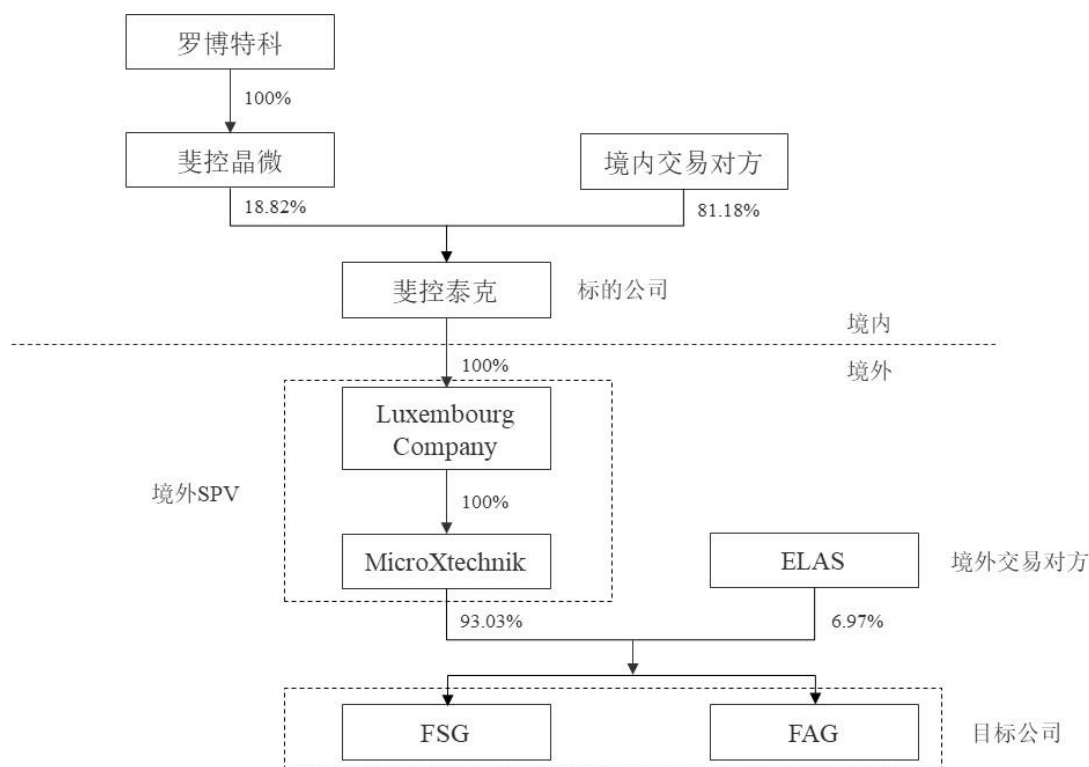 罗博特科
100%
斐控晶微
境内交易对方
18.82%
81.18%
斐控泰克
标的公司
境内
100%
境外
Luxembourg
Company
境外SPV
100%
MicroXtechnik
ELAS
境外交易对方
93.03%
6.97%
FSG
FAG
目标公司